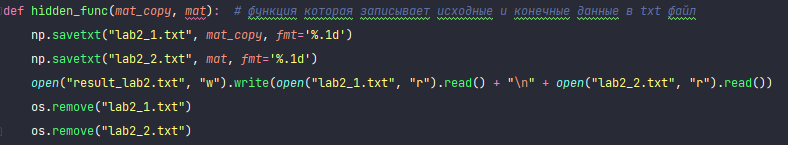 def hidden_func(mat_copy, mat):  # функция которая записывает исходные и конечные данные в txt файл
    np.savetxt("lab2_1.txt", mat_copy, fmt='%.1d')
    np.savetxt("lab2_2.txt", mat, fmt='%.1d')
    open("result_lab2.txt", "w").write(open("lab2_1.txt", "r").read() + "\n" + open("lab2_2.txt", "r").read())
    os.remove("lab2_1.txt")
    os.remove("lab2_2.txt")